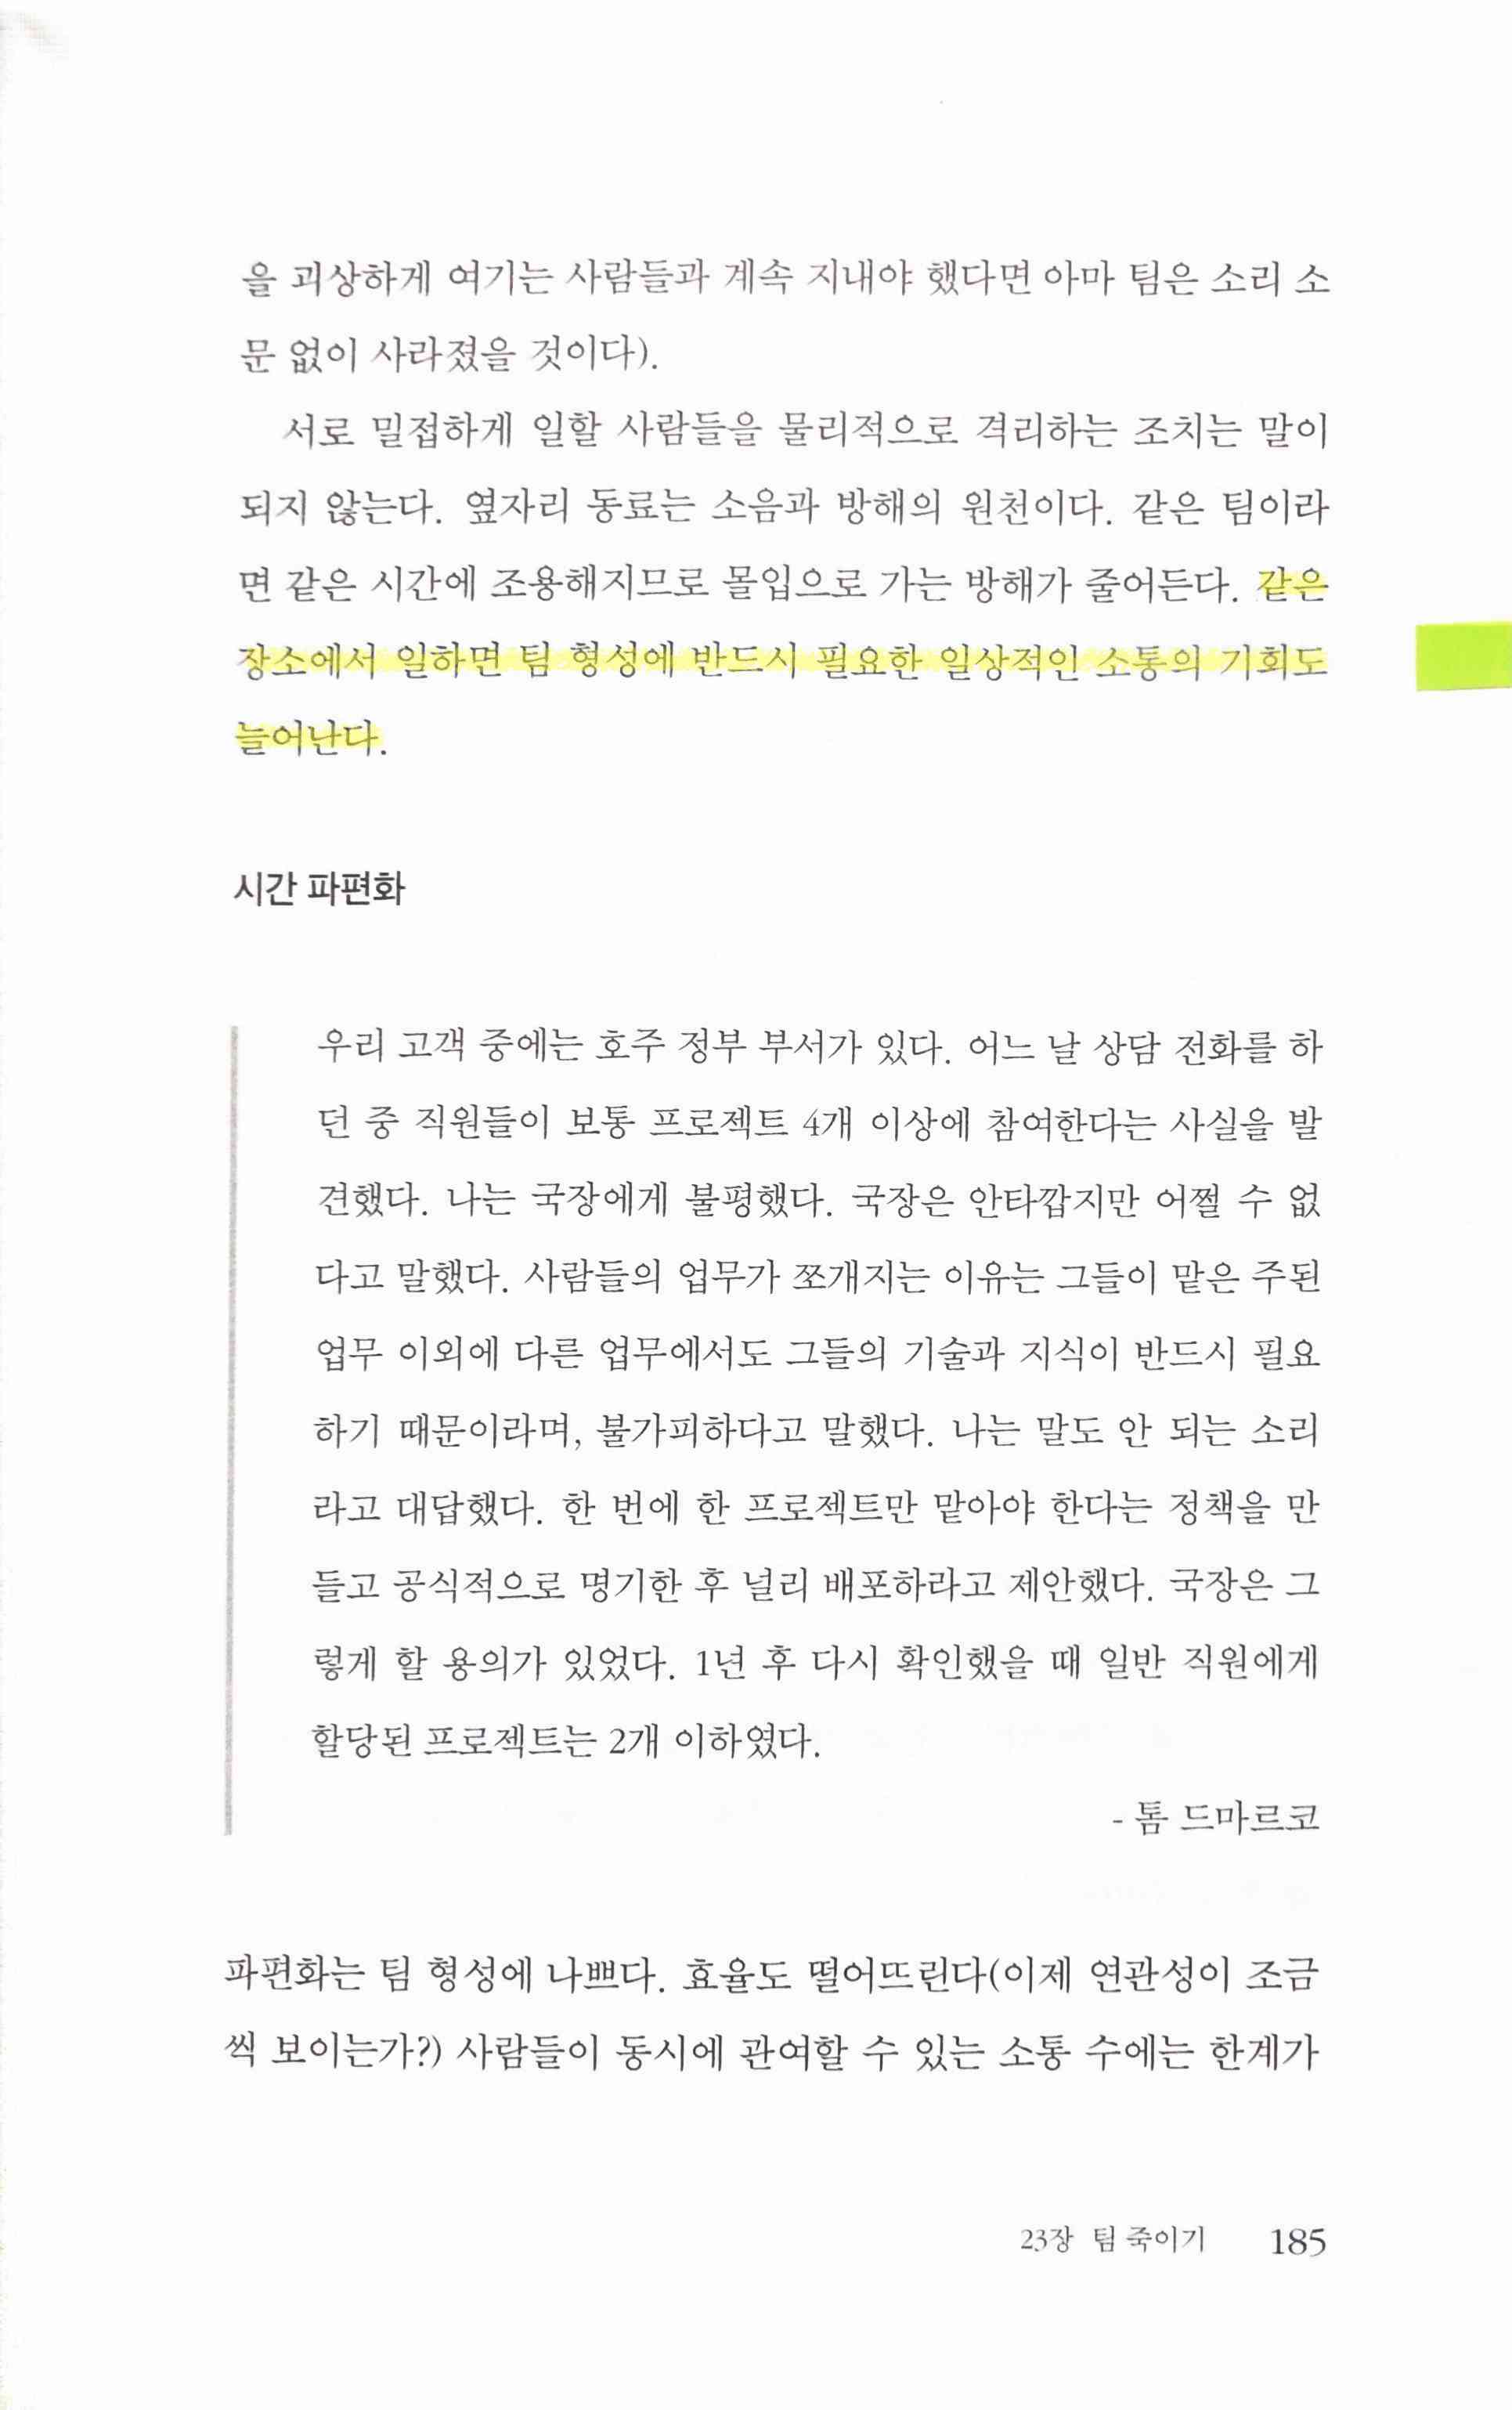 을 괴상하게 여기는 사람들과 계속 지내야 했다면 아마 팀은 소리 소
문 없이 사라졌을 것이다).
서로 밀접하게 일할 사람들을 물리적으로 격리하는 조치는 말이
되지 않는다. 옆자리 동료는 소음과 방해의 원천이다. 같은 팀이라
면 같은 시간에 조용해지므로 몰입으로 가는 방해가 줄어든다. 같은
장소에서 일하면 팀 형성에 반드시 필요한 일상적인 소통의 기회도
늘어난다.
시간 파편화
우리 고객 중에는 호주 정부 부서가 있다. 어느 날 상담 전화를 하
던 중 직원들이 보통 프로젝트 4개 이상에 참여한다는 사실을 발
견했다. 나는 국장에게 불평했다. 국장은 안타깝지만 어쩔 수 없
다고 말했다. 사람들의 업무가 쪼개지는 이유는 그들이 맡은 주된
업무 이외에 다른 업무에서도 그들의 기술과 지식이 반드시 필요
하기 때문이라며, 불가피하다고 말했다. 나는 말도 안 되는 소리
라고 대답했다. 한 번에 한 프로젝트만 맡아야 한다는 정책을 만
들고 공식적으로 명기한 후 널리 배포하라고 제안했다. 국장은 그
렇게 할 용의가 있었다. 1년 후 다시 확인했을 때 일반 직원에게
할당된 프로젝트는 2개 이하였다.
- 톰 드마르코
파편화는 팀 형성에 나쁘다. 효율도 떨어뜨린다(이제 연관성이 조금
씩 보이는가?) 사람들이 동시에 관여할 수 있는 소통 수에는 한계가
23장 팀 죽이기 185